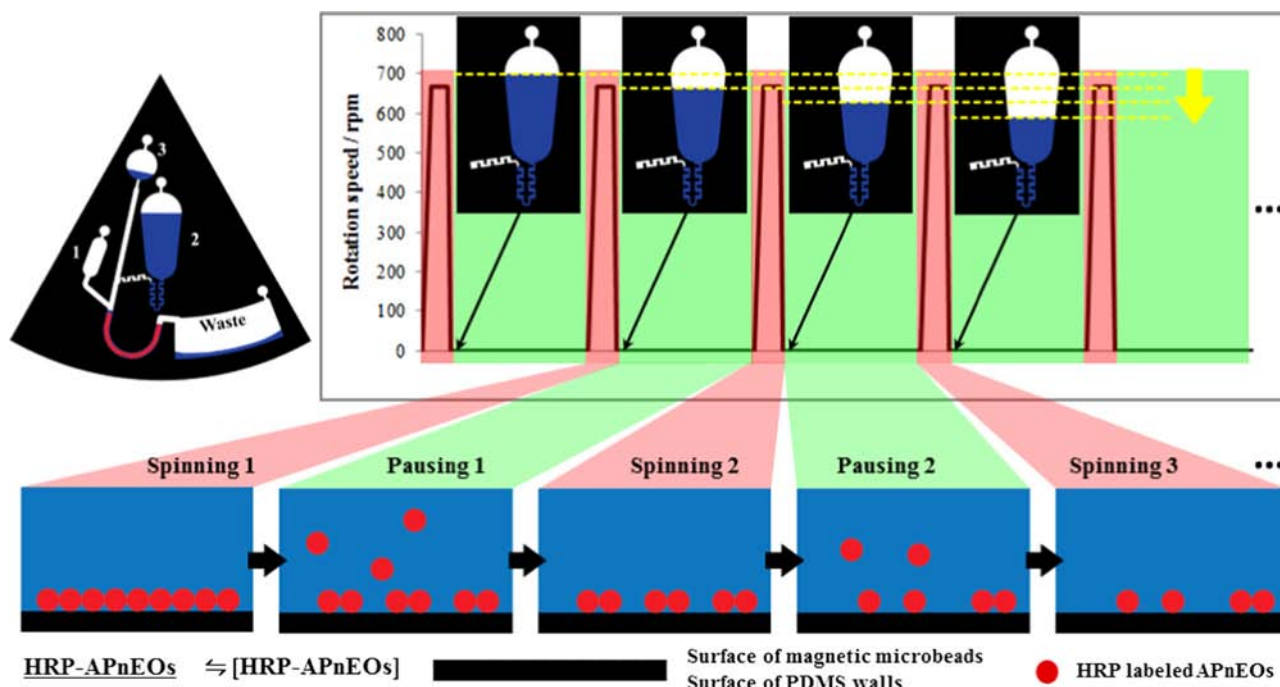 800
700
600
500
400
300
200
100
0
Rotation speed / rpm
3
1
2
Waste
...
Spinning 1
Pausing 1
Spinning 2
Pausing 2
Spinning 3
...
HRP-APnEOs ⇋ [HRP-APnEOs]
Surface of magnetic microbeads
Surface of PDMS walls
HRP labeled APnEOs